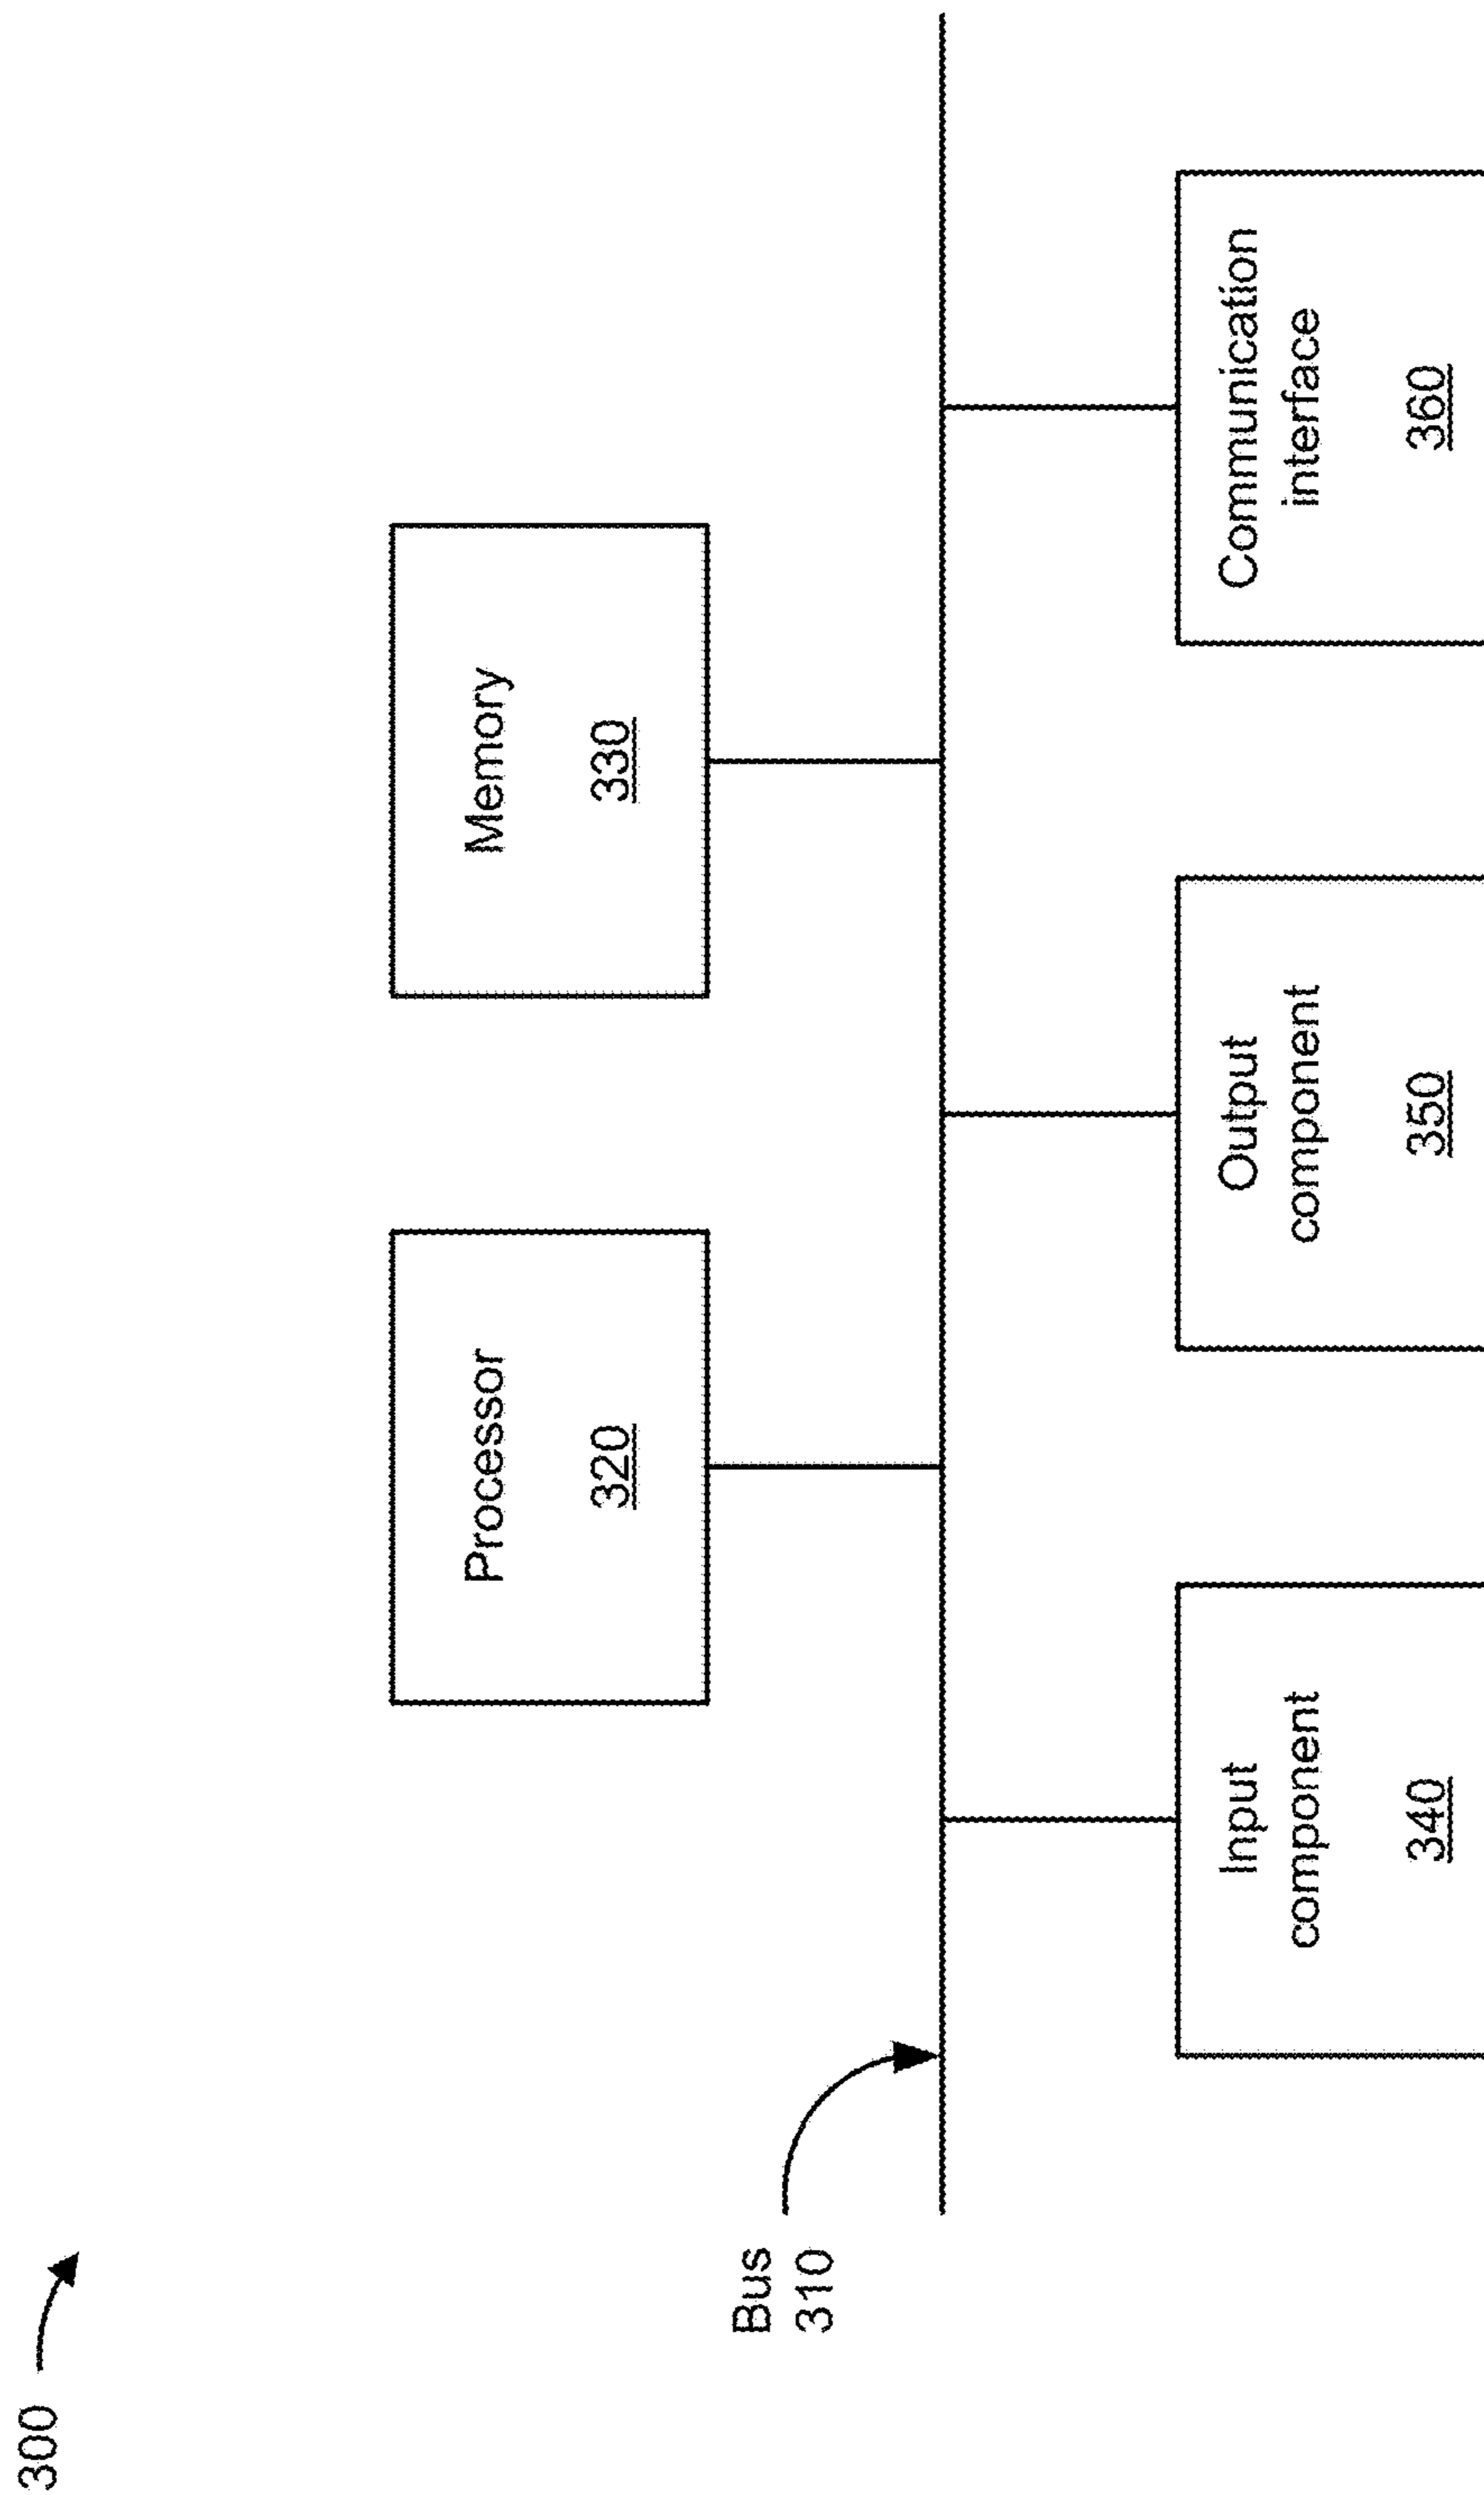 300
Processor
320
Memory
330
Bus
310
Input
component
340
Output
component
350
Communication
interface
360